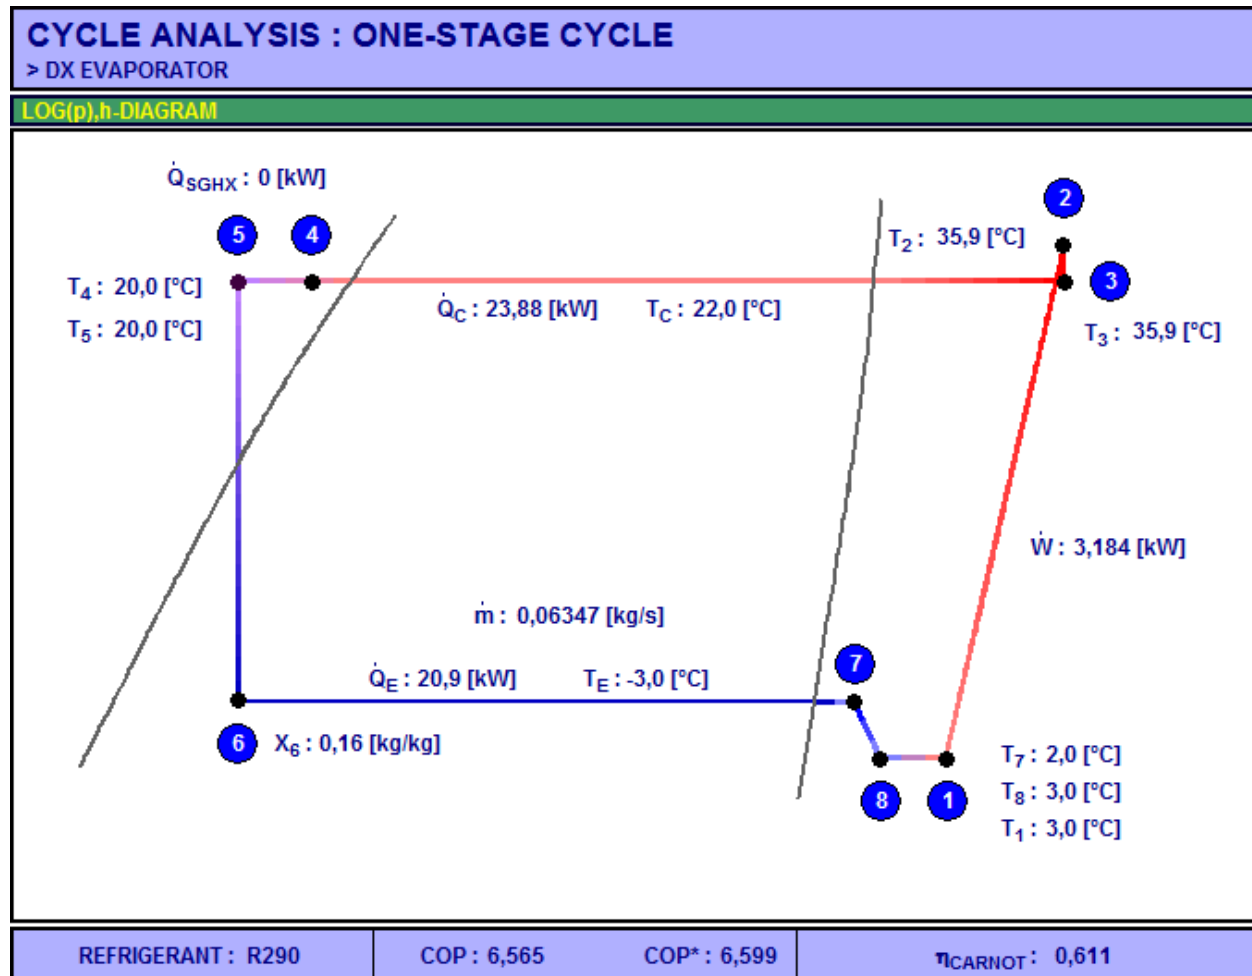 CYCLE ANALYSIS : ONE-STAGE CYCLE
> DX EVAPORATOR
LOG(p),h-DIAGRAM
Q̇SGHX : 0 [kW]
5
4
2
T2 : 35,9 [°C]
3
T4 : 20,0 [°C]
T5 : 20,0 [°C]
Q̇C : 23,88 [kW] TC : 22,0 [°C]
T3 : 35,9 [°C]
Ẇ : 3,184 [kW]
ṁ : 0,06347 [kg/s]
Q̇E : 20,9 [kW] TE : -3,0 [°C]
7
6
X6 : 0,16 [kg/kg]
8
1
T7 : 2,0 [°C]
T8 : 3,0 [°C]
T1 : 3,0 [°C]
REFRIGERANT : R290
COP : 6,565 COP* : 6,599
ηCARNOT : 0,611